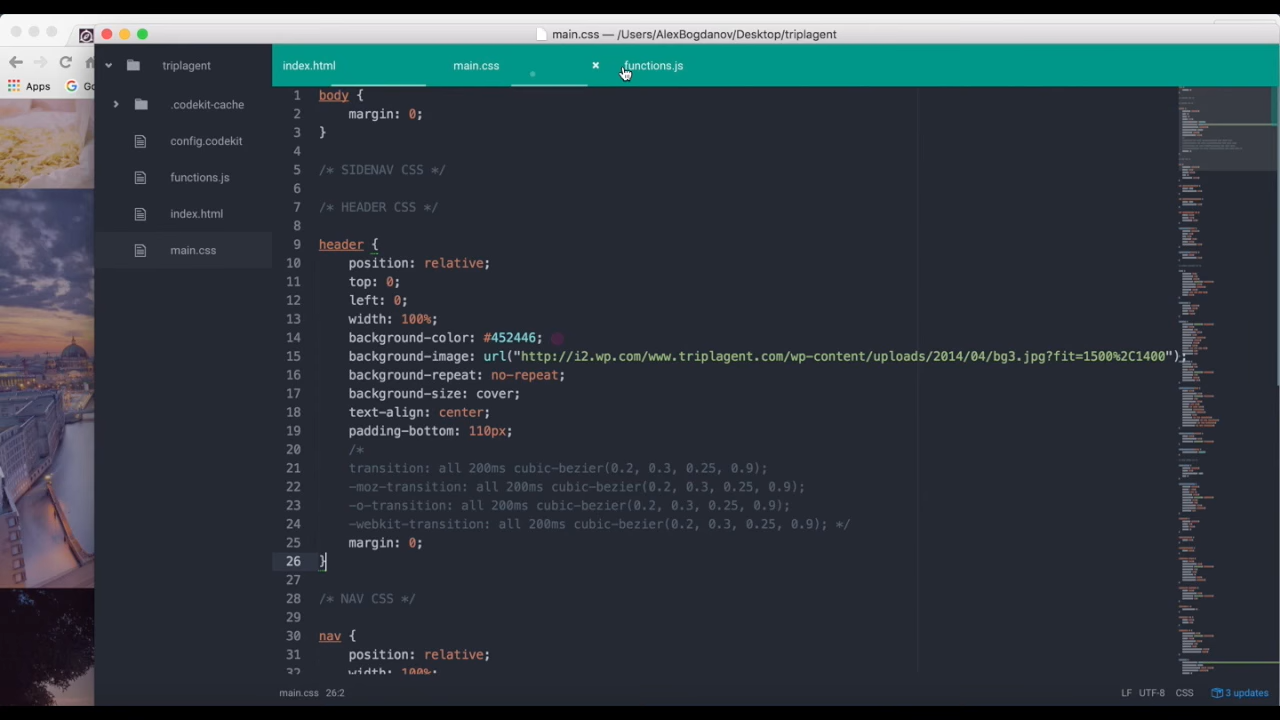 main.css — /Users/AlexBogdanov/Desktop/triplagent
Apps
triplagent
index.html
main.css
functions.js
.codekit-cache
config.codekit
functions.js
index.html
main.css
1 body {
2 margin: 0;
3 }
4
5 /* SIDENAV CSS */
6
7 /* HEADER CSS */
8
9 header {
10 position: relative;
11 top: 0;
12 left: 0;
13 width: 100%;
14 background-color: #452446;
15 background-image: url("http://i2.wp.com/www.triplagent.com/wp-content/uploads/2014/04/bg3.jpg?fit=1500%2C1400");
16 background-repeat: no-repeat;
17 background-size: cover;
18 text-align: center;
19 padding-bottom: 110px;
20 /*
21 transition: all 200ms cubic-bezier(0.2, 0.3, 0.25, 0.9);
22 -moz-transition: all 200ms cubic-bezier(0.2, 0.3, 0.25, 0.9);
23 -o-transition: all 200ms cubic-bezier(0.2, 0.3, 0.25, 0.9);
24 -webkit-transition: all 200ms cubic-bezier(0.2, 0.3, 0.25, 0.9); */
25 margin: 0;
26 }
27
28 /* NAV CSS */
29
30 nav {
31 position: relative;
32 width: 100%;
main.css 26:2
LF UTF-8 CSS 3 updates